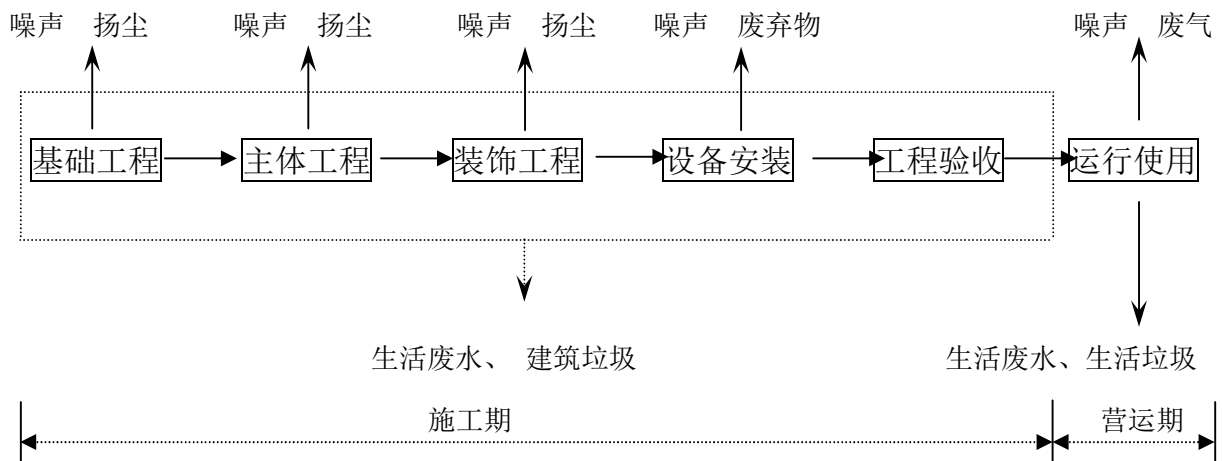 噪声 扬尘 噪声 扬尘 噪声 扬尘 噪声 废弃物 噪声 废气
基础工程 主体工程 装饰工程 设备安装 工程验收 运行使用
生活废水、 建筑垃圾 生活废水、生活垃圾
施工期 营运期